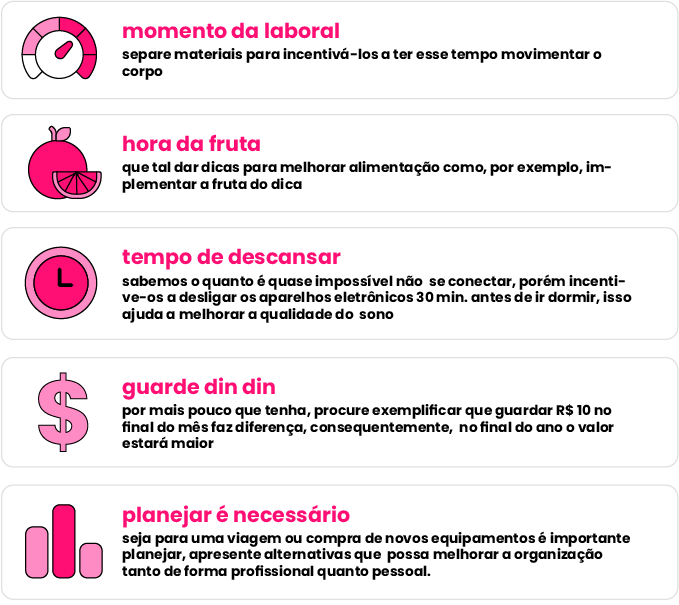 momento da laboral
separe materiais para incentivá-los a ter esse tempo movimentar o
corpo
hora da fruta
que tal dar dicas para melhorar alimentação como, por exemplo, im-
plementar a fruta do dica
tempo de descansar
sabemos o quanto é quase impossível não se conectar, porém incenti-
ve-os a desligar os aparelhos eletrônicos 30 min. antes de ir dormir, isso
ajuda a melhorar a qualidade do sono
guarde din din
por mais pouco que tenha, procure exemplificar que guardar R$ 10 no
final do mês faz diferença, consequentemente, no final do ano o valor
estará maior
planejar é necessário
seja para uma viagem ou compra de novos equipamentos é importante
planejar, apresente alternativas que possa melhorar a organização
tanto de forma profissional quanto pessoal.